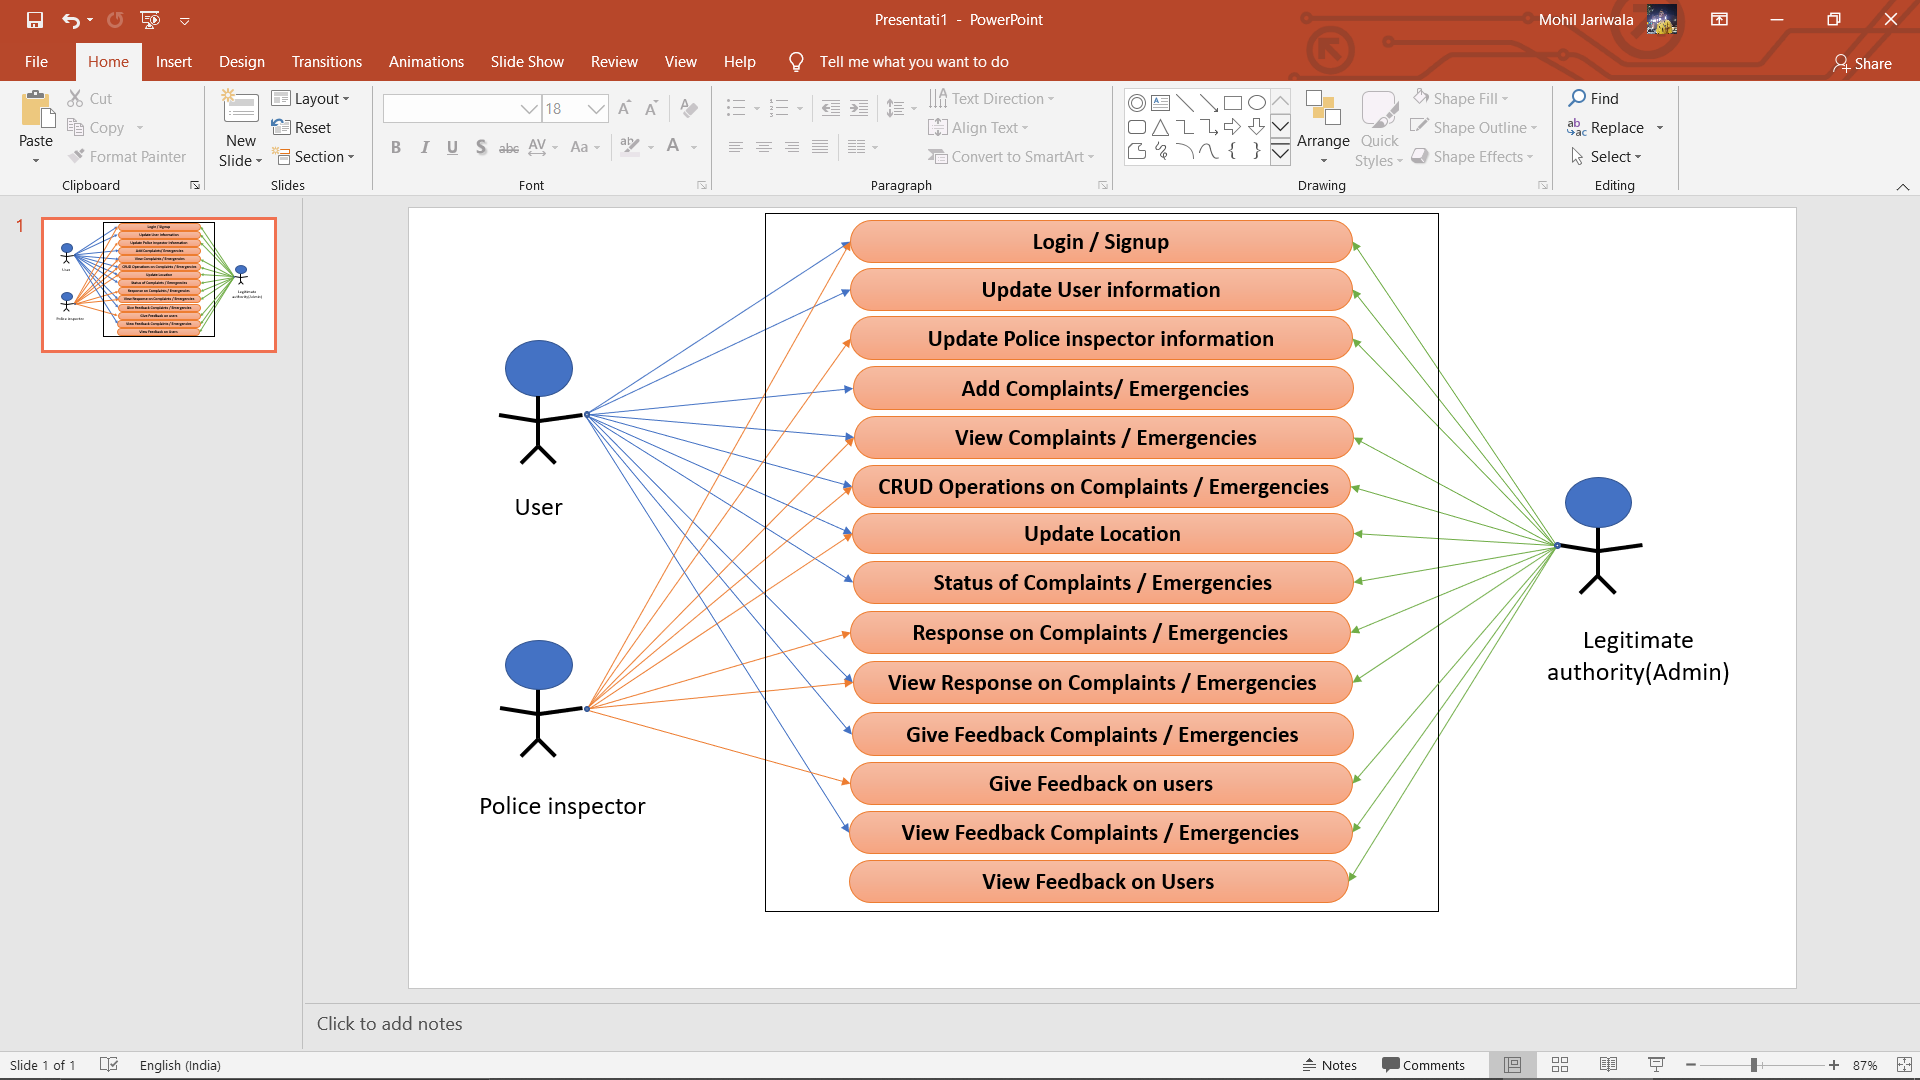 Presentati1 - PowerPoint
Mohil Jariwala
File Home Insert Design Transitions Animations Slide Show Review View Help Tell me what you want to do Share
Paste
Cut
Copy
Format Painter
Clipboard
New
Slide
Layout
Reset
Section
Slides
18
B I U S abc AV Aa A
Font
Text Direction
Align Text
Convert to SmartArt
Paragraph
Arrange
Quick
Styles
Shape Fill
Shape Outline
Shape Effects
Drawing
Find
Replace
Select
Editing
1
Login / Signup
Update User information
Update Police inspector information
Add Complaints/ Emergencies
View Complaints / Emergencies
CRUD Operations on Complaints / Emergencies
Update Location
Status of Complaints / Emergencies
Response on Complaints / Emergencies
View Response on Complaints / Emergencies
Give Feedback Complaints / Emergencies
Give Feedback on users
View Feedback Complaints / Emergencies
View Feedback on Users
User
Police inspector
Legitimate
authority(Admin)
Click to add notes
Slide 1 of 1 English (India) Notes Comments 87%